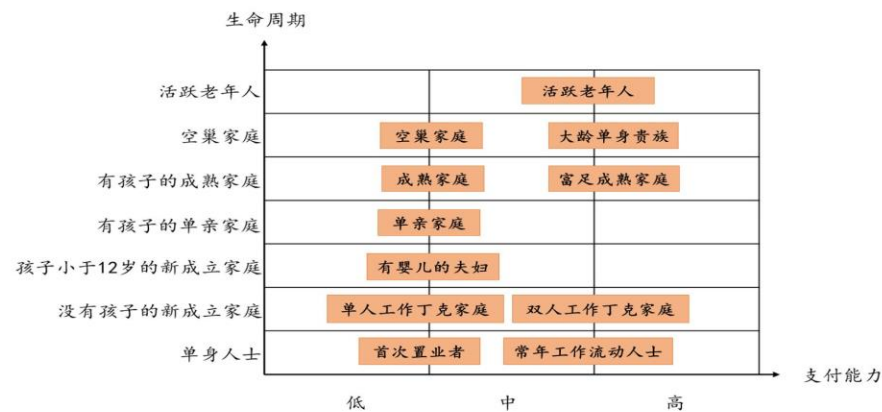 生命周期
活跃老年人 活跃老年人
空巢家庭 空巢家庭 大龄单身贵族
有孩子的成熟家庭 成熟家庭 富足成熟家庭
有孩子的单亲家庭 单亲家庭
孩子小于12岁的新成立家庭 有婴儿的夫妇
没有孩子的新成立家庭 单人工作丁克家庭 双人工作丁克家庭
单身人士 首次置业者 常年工作流动人士
支付能力
低 中 高